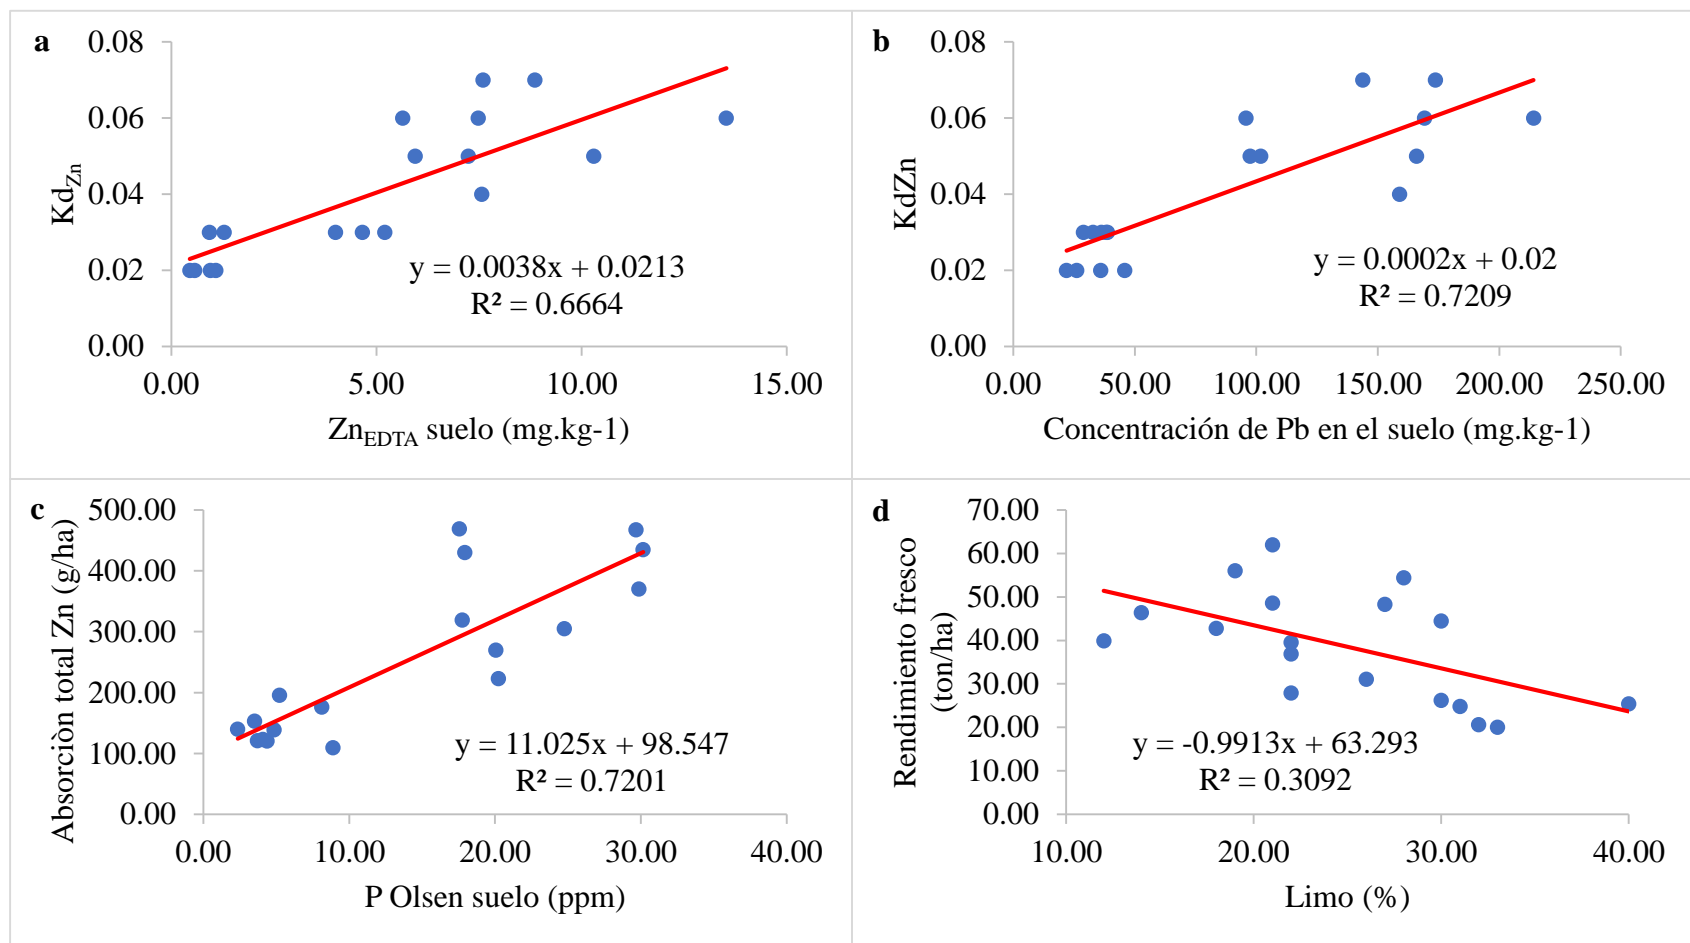 a
0.08
0.06
0.04
0.02
0.00
KdZn
0.00 5.00 10.00 15.00
ZnEDTA suelo (mg.kg-1)
y = 0.0038x + 0.0213
R² = 0.6664
b
0.08
0.06
0.04
0.02
0.00
KdZn
0.00 50.00 100.00 150.00 200.00 250.00
Concentración de Pb en el suelo (mg.kg-1)
y = 0.0002x + 0.02
R² = 0.7209
c
500.00
400.00
300.00
200.00
100.00
0.00
Absorciòn total Zn (g/ha)
0.00 10.00 20.00 30.00 40.00
P Olsen suelo (ppm)
y = 11.025x + 98.547
R² = 0.7201
d
70.00
60.00
50.00
40.00
30.00
20.00
10.00
0.00
Rendimiento fresco
(ton/ha)
10.00 20.00 30.00 40.00
Limo (%)
y = -0.9913x + 63.293
R² = 0.3092